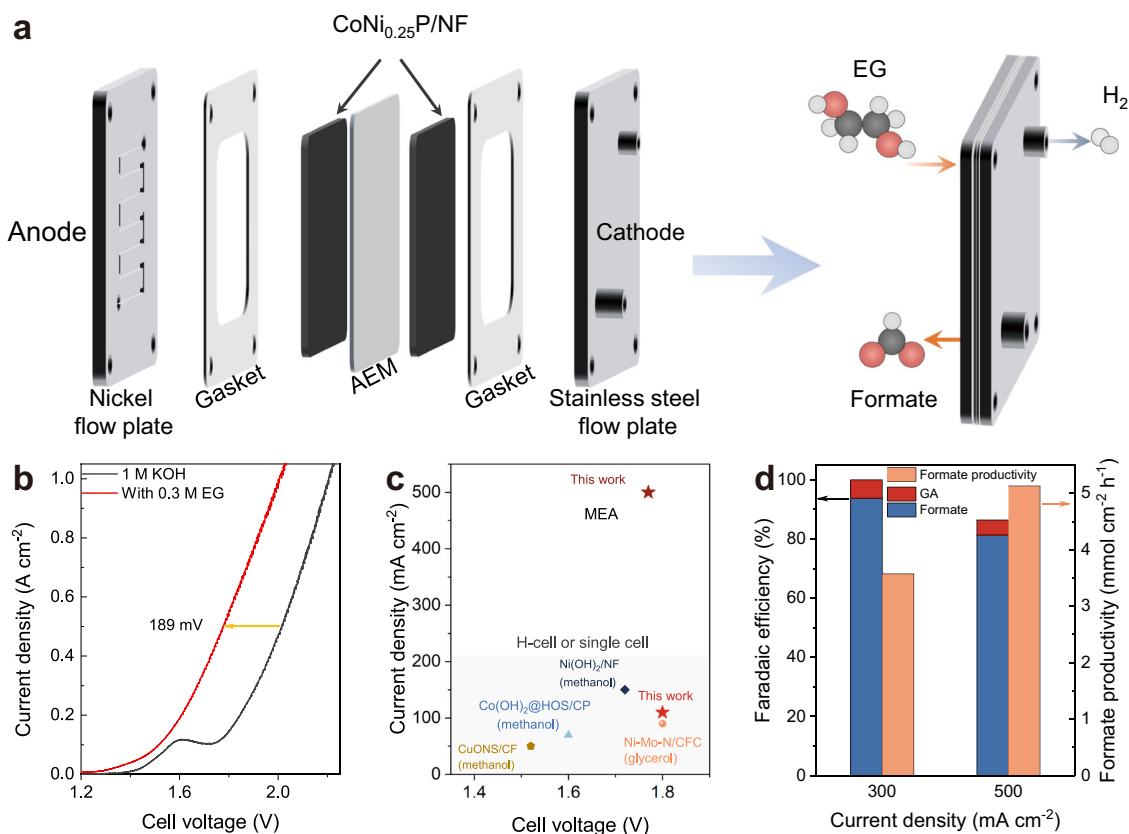 a
CoNi0.25P/NF
EG
H2
Anode
Cathode
Nickel
flow plate
Gasket
AEM
Gasket
Stainless steel
flow plate
Formate
b
1 M KOH
With 0.3 M EG
189 mV
Current density (A cm-2)
1.0
0.8
0.6
0.4
0.2
0.0
1.2
1.6
2.0
Cell voltage (V)
c
This work
MEA
H-cell or single cell
Ni(OH)2/NF
(methanol)
This work
Co(OH)2@HOS/CP
(methanol)
CuONS/CF
(methanol)
Ni-Mo-N/CFC
(glycerol)
Current density (mA cm-2)
500
400
300
200
100
0
1.4
1.6
1.8
Cell voltage (V)
d
Formate productivity
GA
Formate
Faradaic efficiency (%)
100
80
60
40
20
0
Formate productivity (mmol cm-2 h-1)
5
4
3
2
1
0
300
500
Current density (mA cm-2)